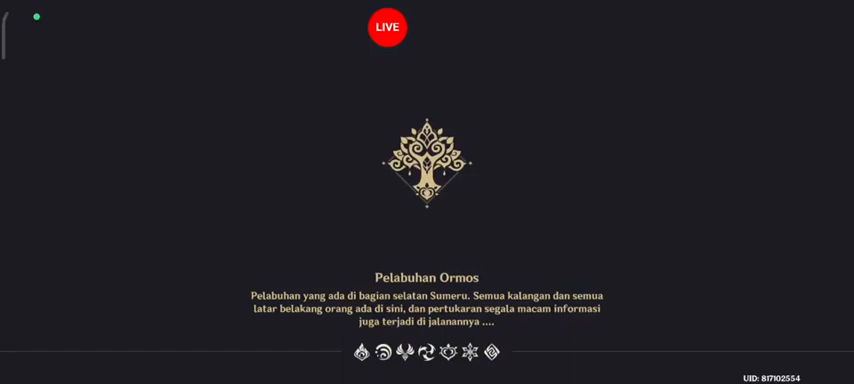 LIVE
Pelabuhan Ormos
Pelabuhan yang ada di bagian selatan Sumeru. Semua kalangan dan semua
latar belakang orang ada di sini, dan pertukaran segala macam informasi
juga terjadi di jalanannya ....
UID: 817102554